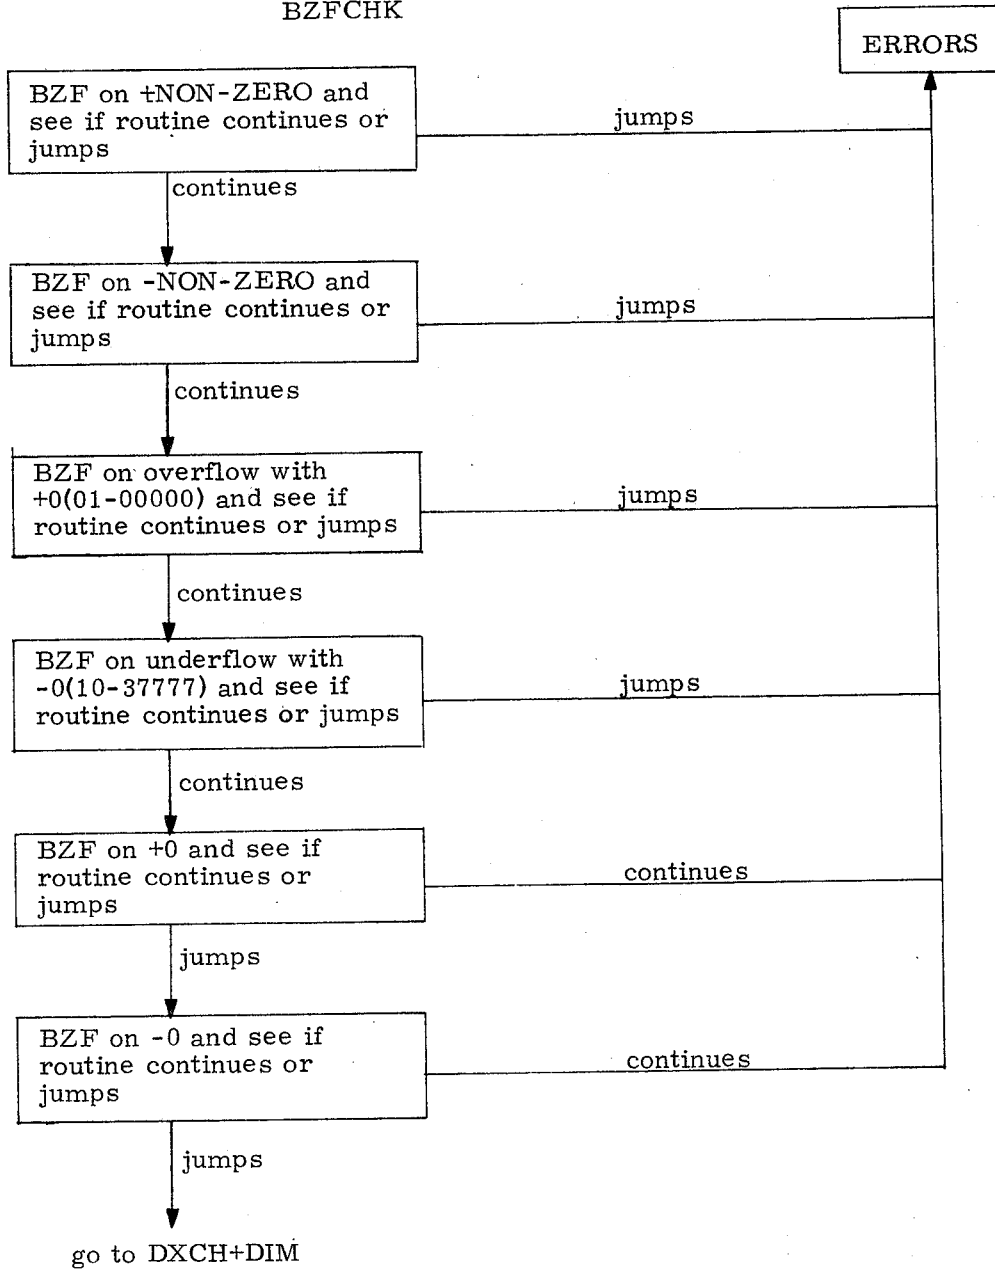 BZFCHK
ERRORS
BZF on +NON-ZERO and
see if routine continues or
jumps
jumps
continues
BZF on -NON-ZERO and
see if routine continues or
jumps
jumps
continues
BZF on overflow with
+0(01-00000) and see if
routine continues or jumps
jumps
continues
BZF on underflow with
-0(10-37777) and see if
routine continues or jumps
jumps
continues
BZF on +0 and see if
routine continues or
jumps
continues
jumps
BZF on -0 and see if
routine continues or
jumps
continues
jumps
go to DXCH+DIM